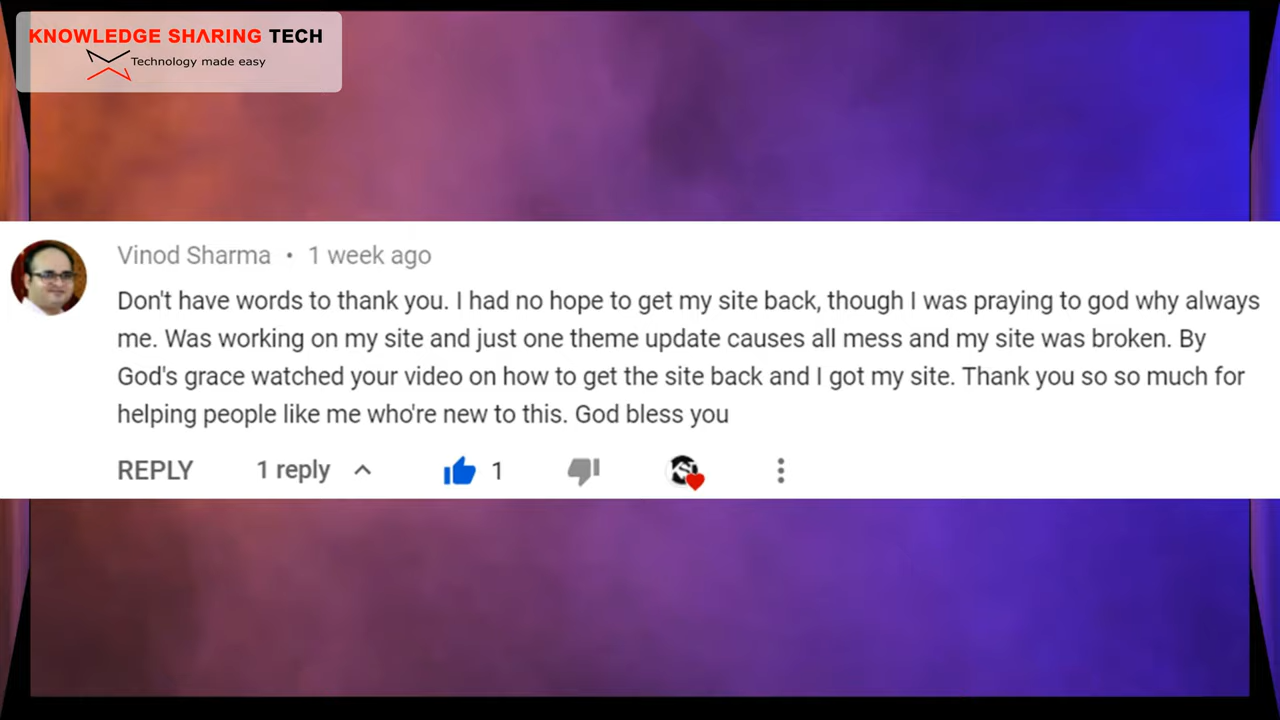 KNOWLEDGE SHARING TECH
Technology made easy
Vinod Sharma • 1 week ago
Don't have words to thank you. I had no hope to get my site back, though I was praying to god why always
me. Was working on my site and just one theme update causes all mess and my site was broken. By
God's grace watched your video on how to get the site back and I got my site. Thank you so so much for
helping people like me who're new to this. God bless you
REPLY 1 reply 1